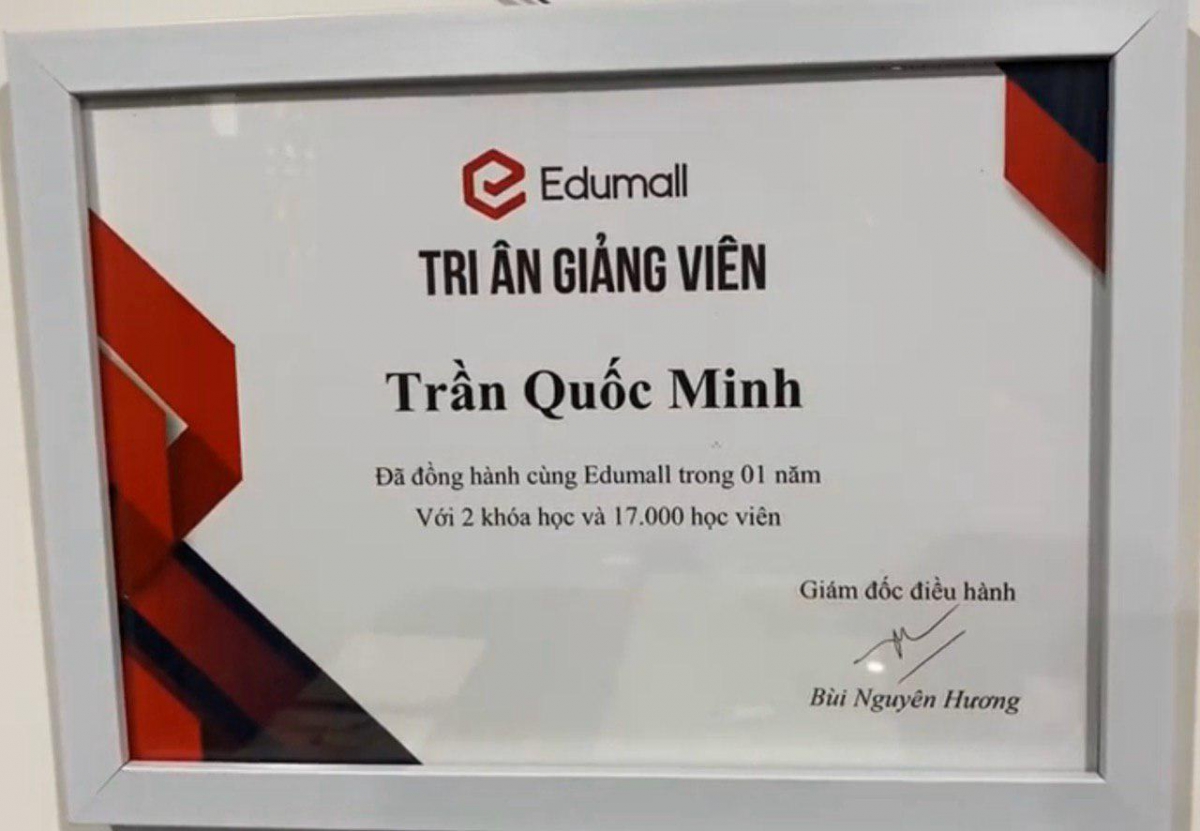 Edumall
TRI ÂN GIẢNG VIÊN
Trần Quốc Minh
Đã đồng hành cùng Edumall trong 01 năm
Với 2 khóa học và 17.000 học viên
Giám đốc điều hành
Bùi Nguyên Hương